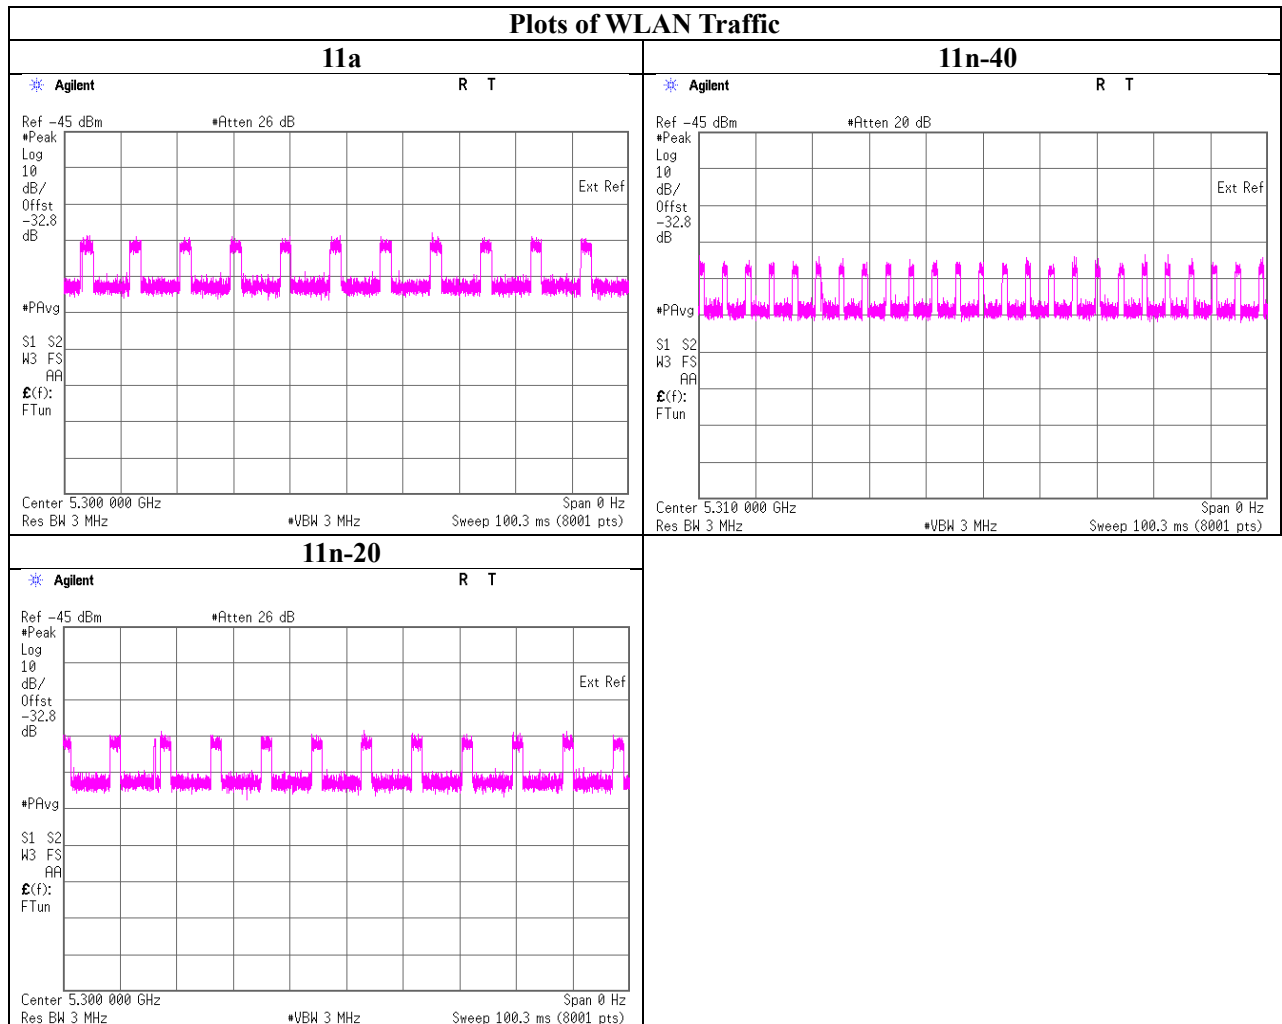 Plots of WLAN Traffic
11a
Agilent
R T
Ref -45 dBm #Atten 26 dB
#Peak
Log
10
dB/
Offst
-32.8
dB
Ext Ref
#PAvg
S1 S2
W3 FS
AA
£(f):
FTun
Center 5.300 000 GHz Span 0 Hz
Res BW 3 MHz #VBW 3 MHz Sweep 100.3 ms (8001 pts)
11n-40
Agilent
R T
Ref -45 dBm #Atten 20 dB
#Peak
Log
10
dB/
Offst
-32.8
dB
Ext Ref
#PAvg
S1 S2
W3 FS
AA
£(f):
FTun
Center 5.310 000 GHz Span 0 Hz
Res BW 3 MHz #VBW 3 MHz Sweep 100.3 ms (8001 pts)
11n-20
Agilent
R T
Ref -45 dBm #Atten 26 dB
#Peak
Log
10
dB/
Offst
-32.8
dB
Ext Ref
#PAvg
S1 S2
W3 FS
AA
£(f):
FTun
Center 5.300 000 GHz Span 0 Hz
Res BW 3 MHz #VBW 3 MHz Sweep 100.3 ms (8001 pts)